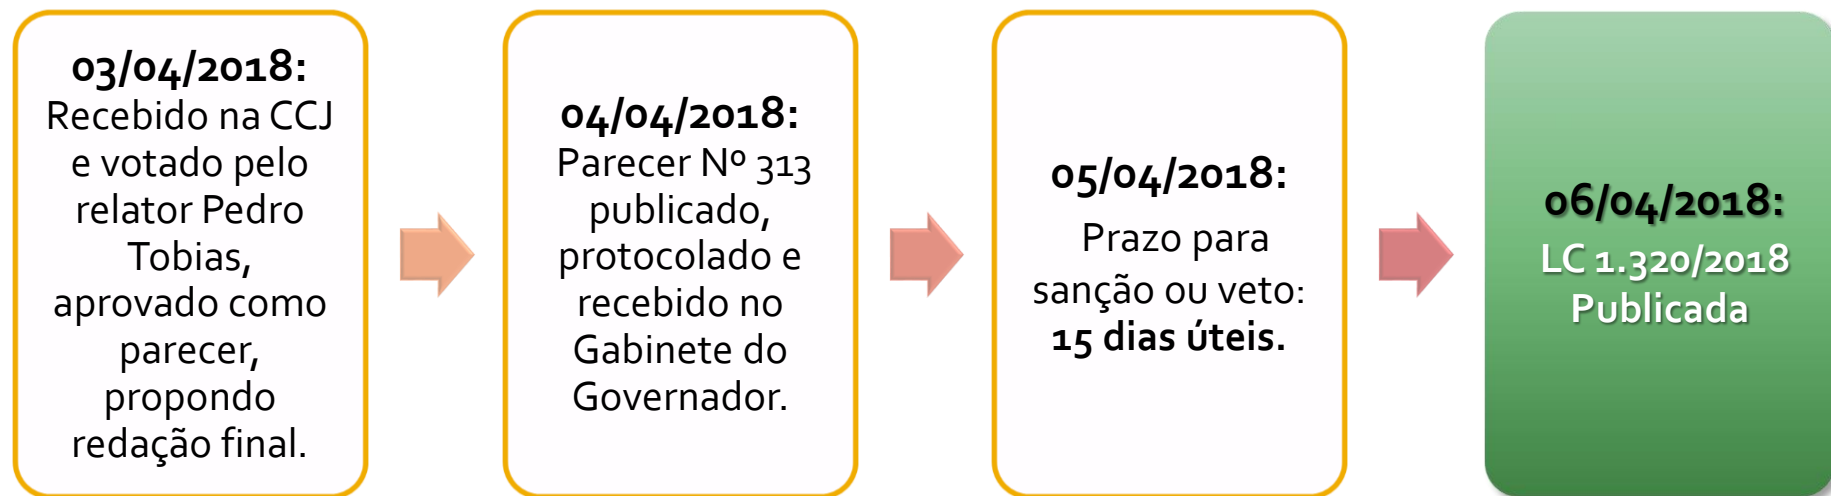 03/04/2018:
Recebido na CCJ
e votado pelo
relator Pedro
Tobias,
aprovado como
parecer,
propondo
redação final.
04/04/2018:
Parecer Nº 313
publicado,
protocolado e
recebido no
Gabinete do
Governador.
05/04/2018:
Prazo para
sanção ou veto:
15 dias úteis.
06/04/2018:
LC 1.320/2018
Publicada